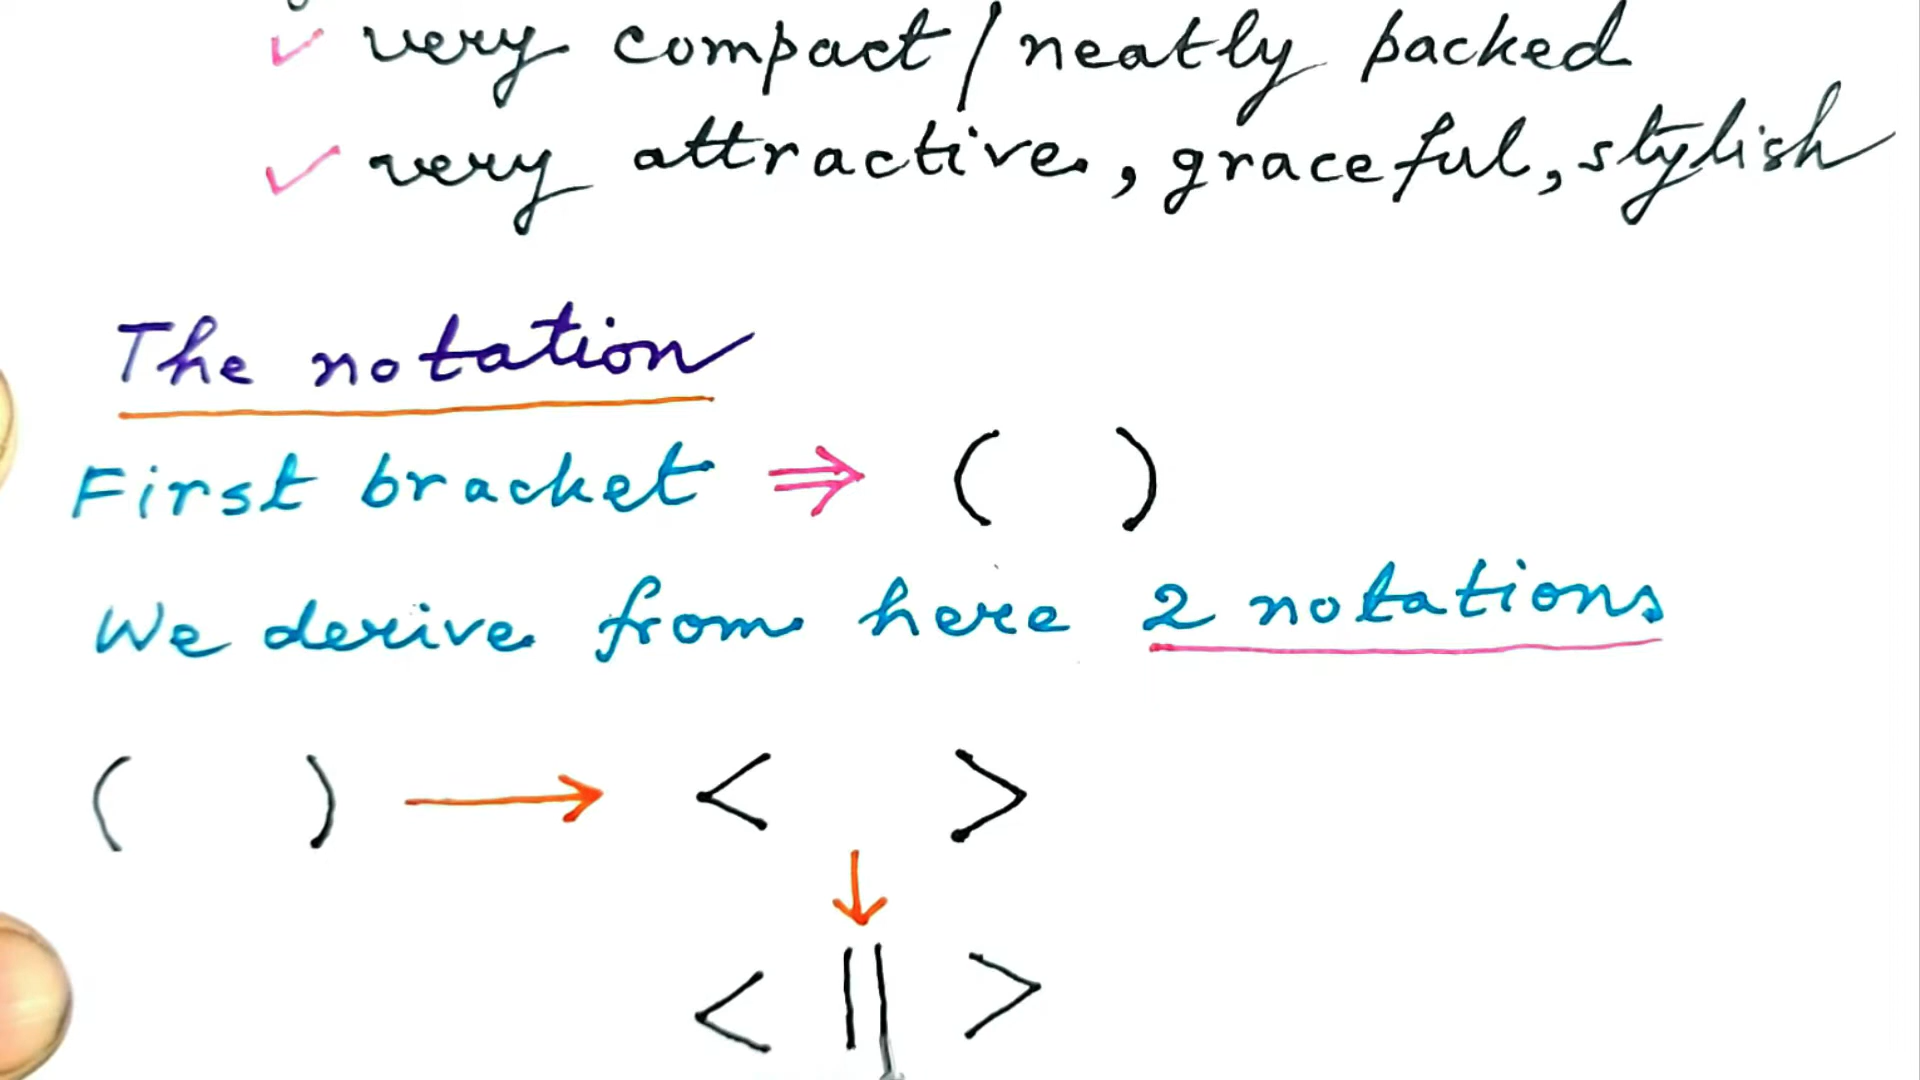 ✓ very compact/neatly packed
✓ very attractive, graceful, stylish
The notation
First bracket ⇒ ( )
We derive from here 2 notations
( ) → < >
↓
< || >